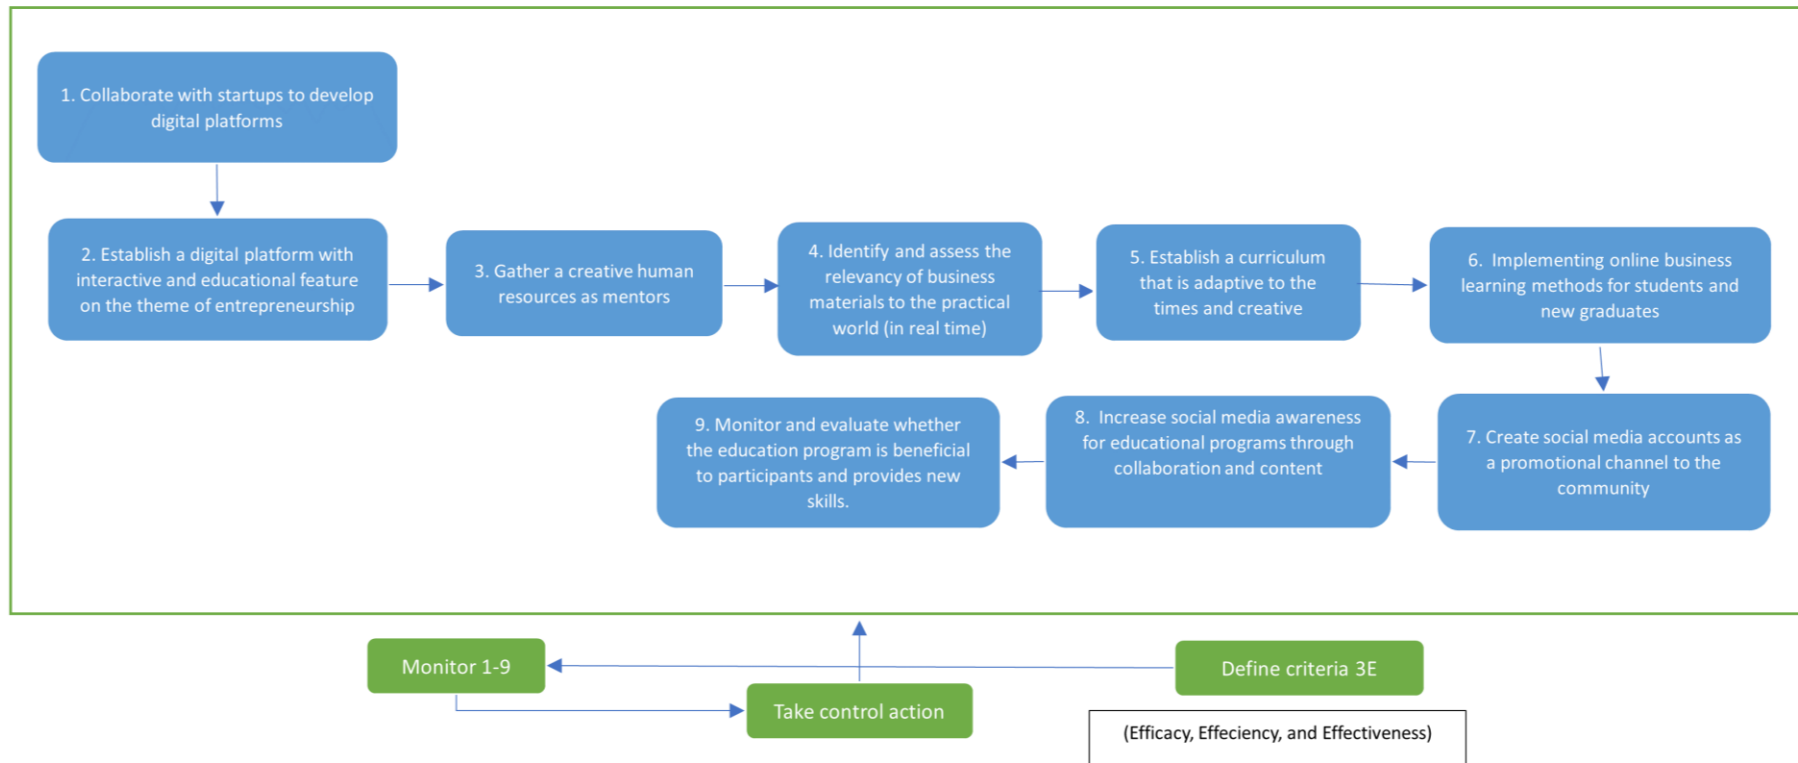 1. Collaborate with startups to develop
digital platforms
2. Establish a digital platform with
interactive and educational feature
on the theme of entrepreneurship
3. Gather a creative human
resources as mentors
4. Identify and assess the
relevancy of business
materials to the practical
world (in real time)
5. Establish a curriculum
that is adaptive to the
times and creative
6. Implementing online business
learning methods for students and
new graduates
7. Create social media accounts as
a promotional channel to the
community
8. Increase social media awareness
for educational programs through
collaboration and content
9. Monitor and evaluate whether
the education program is beneficial
to participants and provides new
skills.
Monitor 1-9
Take control action
Define criteria 3E
(Efficacy, Effeciency, and Effectiveness)